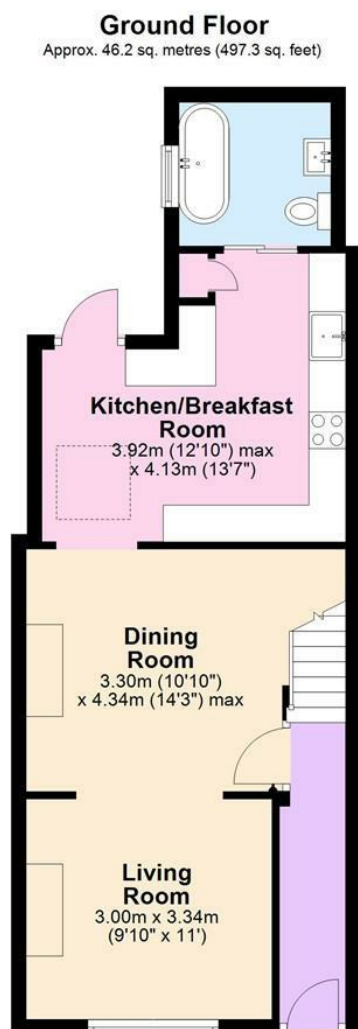 Ground Floor
Approx. 46.2 sq. metres (497.3 sq. feet)
Kitchen/Breakfast
Room
3.92m (12'10") max
x 4.13m (13'7")
Dining
Room
3.30m (10'10")
x 4.34m (14'3") max
Living
Room
3.00m x 3.34m
(9'10" x 11')